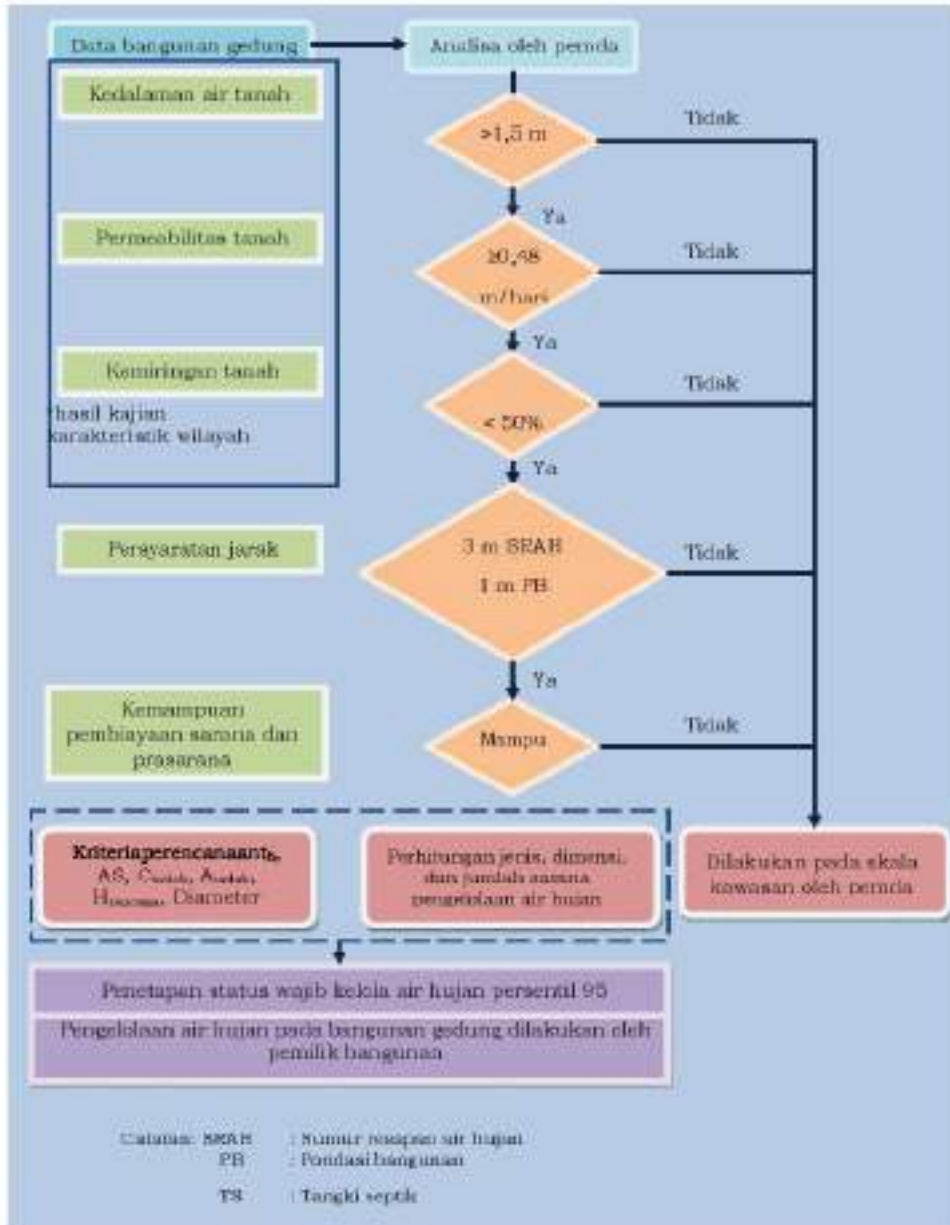 Data bangunan gedung
Analisa oleh pemda
Kedalaman air tanah
>1,5 m
Tidak
Ya
Permeabilitas tanah
≥0,48
m/hari
Tidak
Ya
Kemiringan tanah
hasil kajian
karakteristik wilayah
< 50%
Tidak
Ya
Persyaratan jarak
3 m SRAH
1 m PB
Tidak
Ya
Kemampuan
pembiayaan sarana dan
prasarana
Mampu
Tidak
Kriteriaperencanaan
AS,
Diameter
Perhitungan jenis, dimensi,
dan jumlah sarana
pengelolaan air hujan
Dilakukan pada skala
kawasan oleh pemda
Penetapan status wajib kelola air hujan persentil 95
Pengelolaan air hujan pada bangunan gedung dilakukan oleh
pemilik bangunan
Catatan: SRAH : Sumur resapan air hujan
PB : Pondasi bangunan
TS : Tangki septik